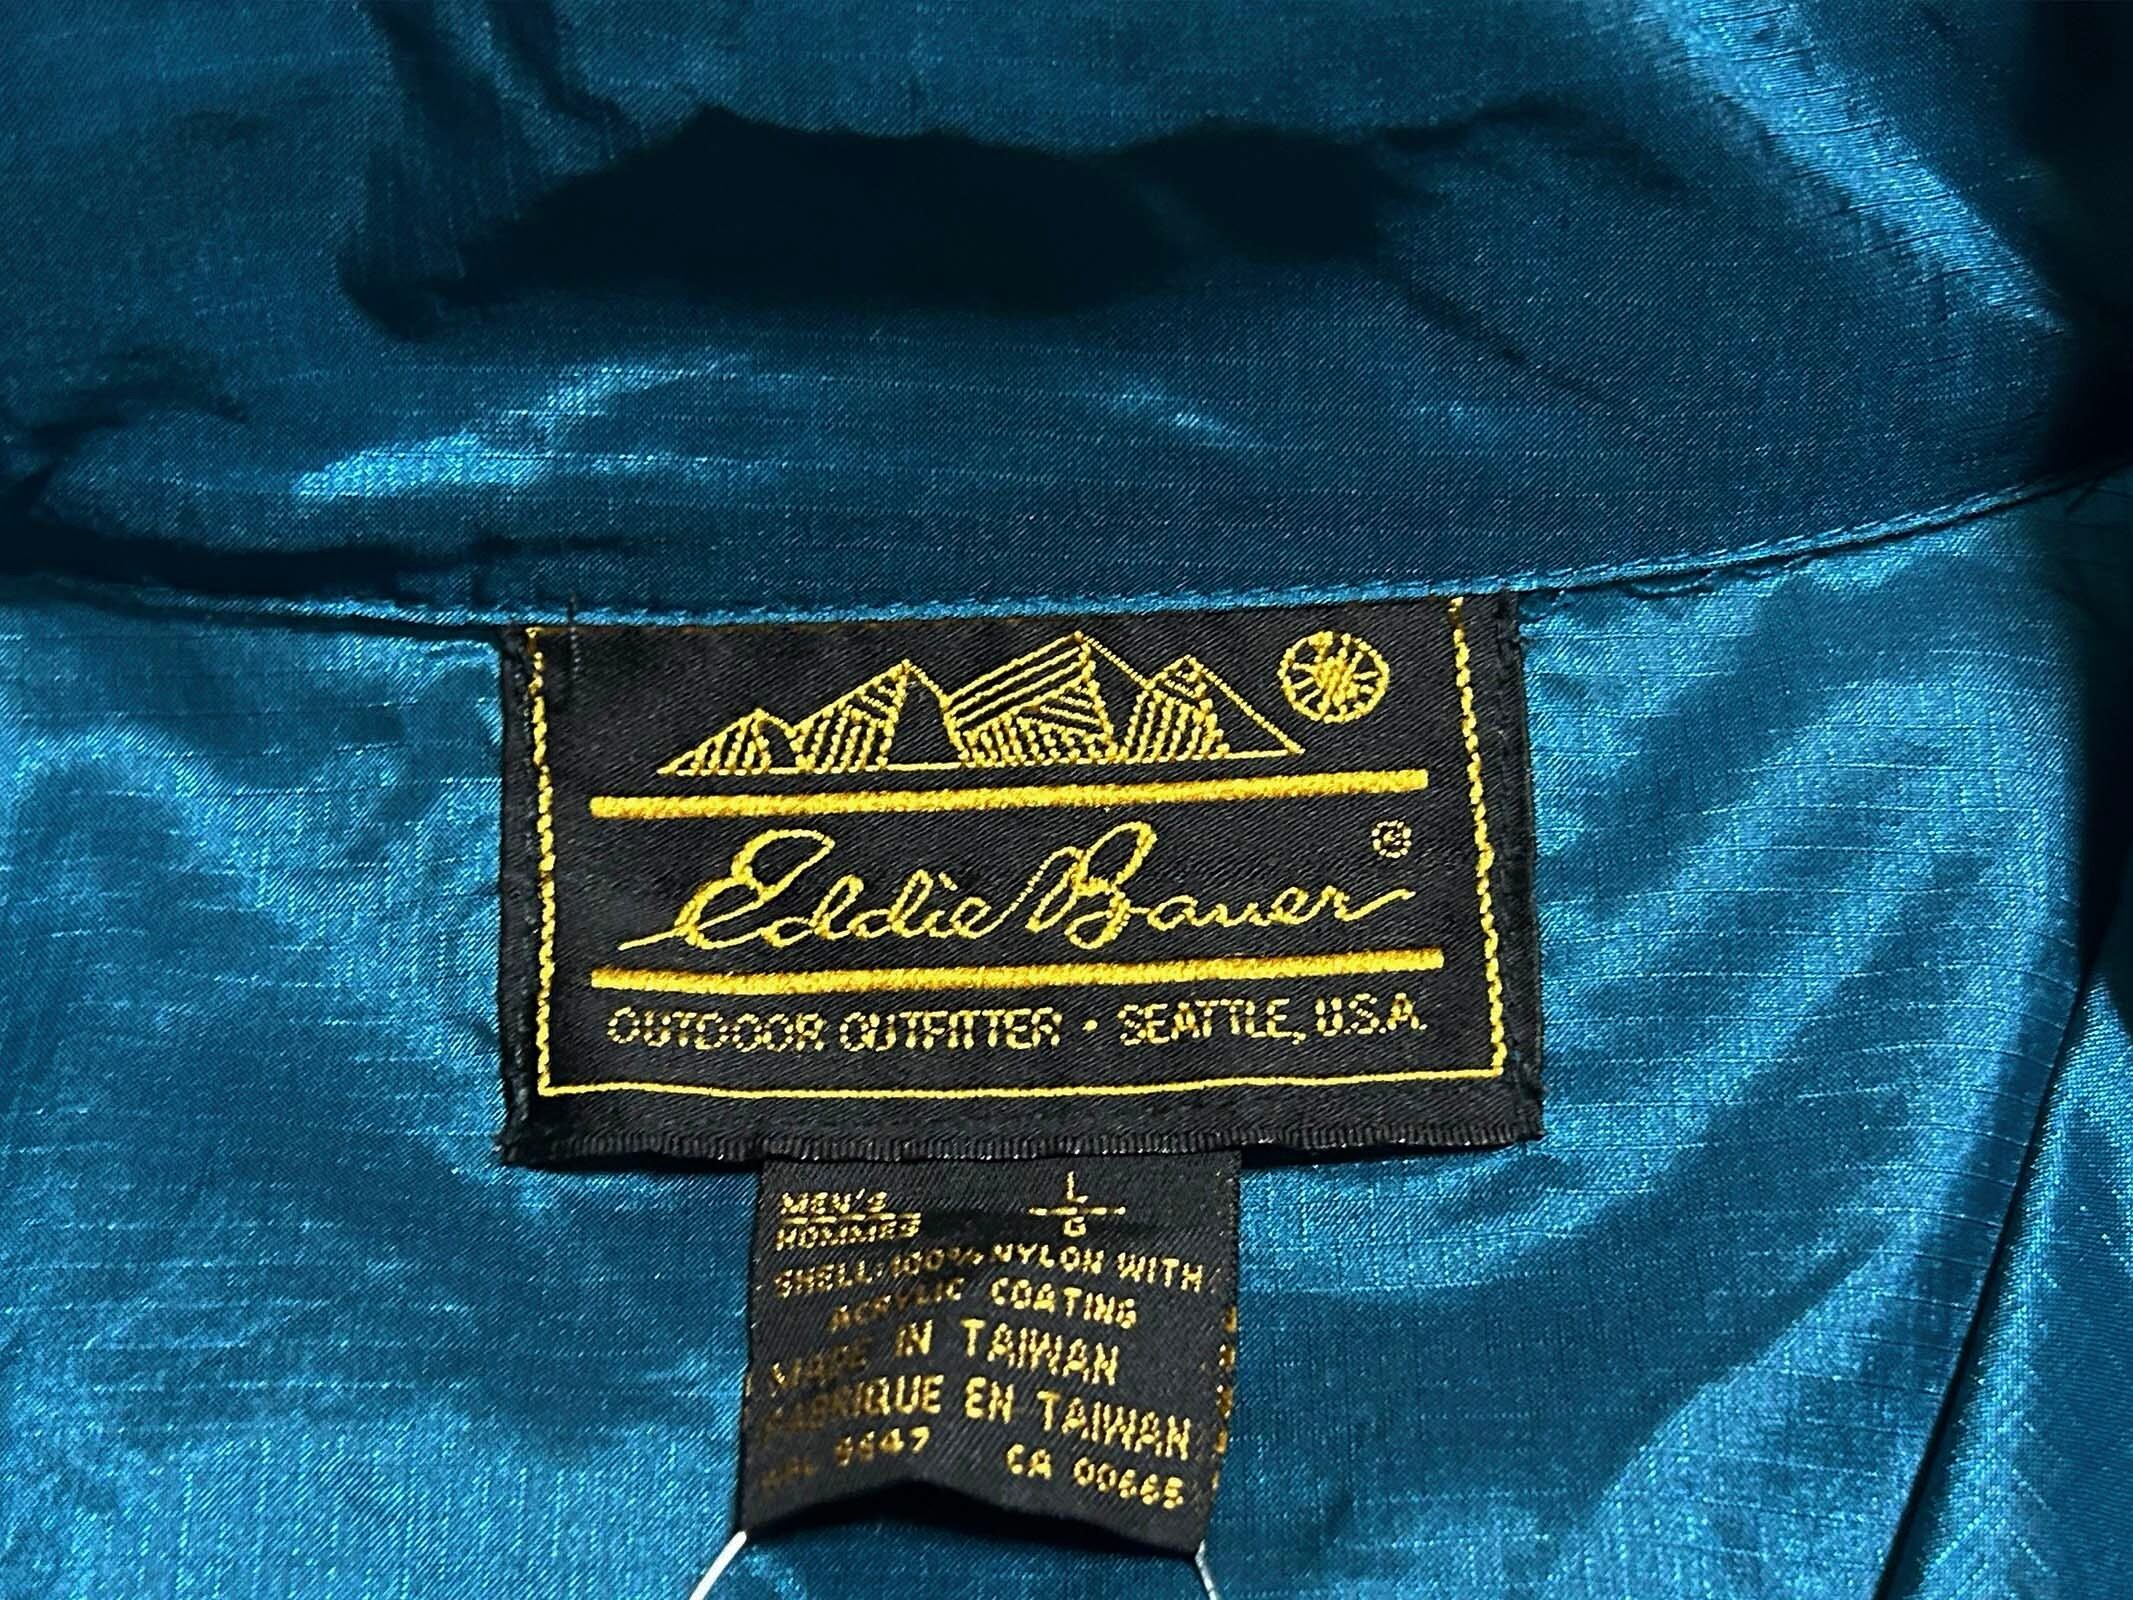 Eddie Bauer ®
OUTDOOR OUTFITTER · SEATTLE, U.S.A.
MEN'S L
HOMMES G
SHELL: 100% NYLON WITH
ACRYLIC COATING
MADE IN TAIWAN
FABRIQUE EN TAIWAN
CA 00665